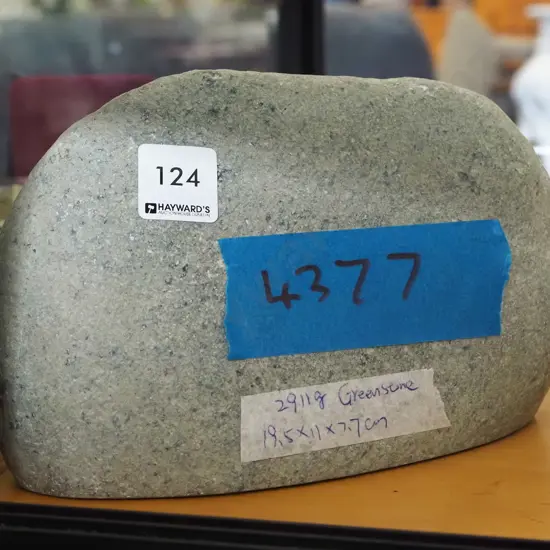 124
HAYWARD'S
4377
2911g Greenstone
19.5x11x7.7cm